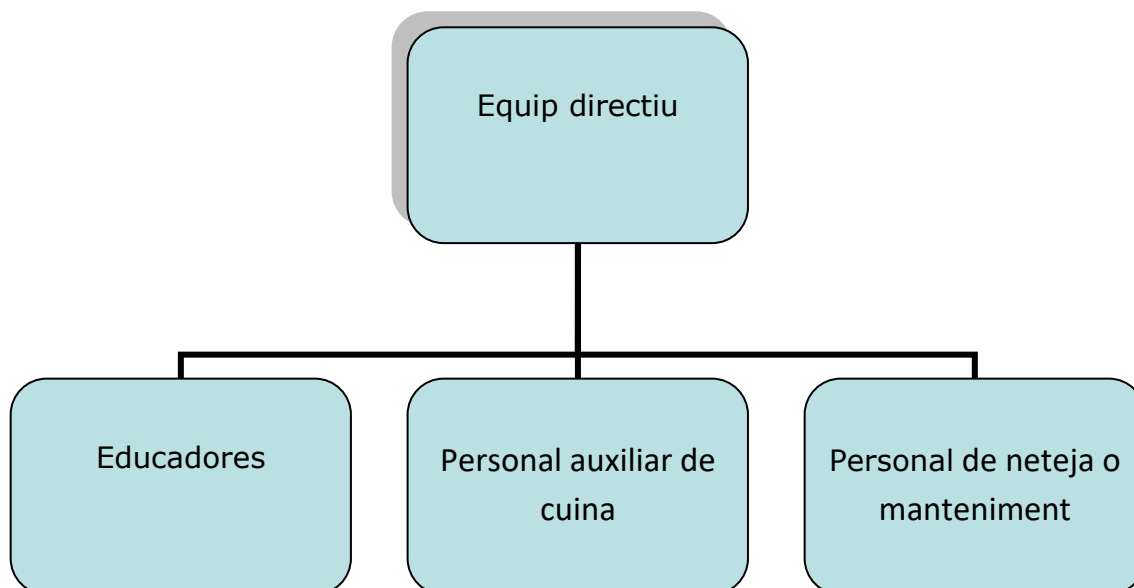 Equip directiu
Educadores
Personal auxiliar de
cuina
Personal de neteja o
manteniment